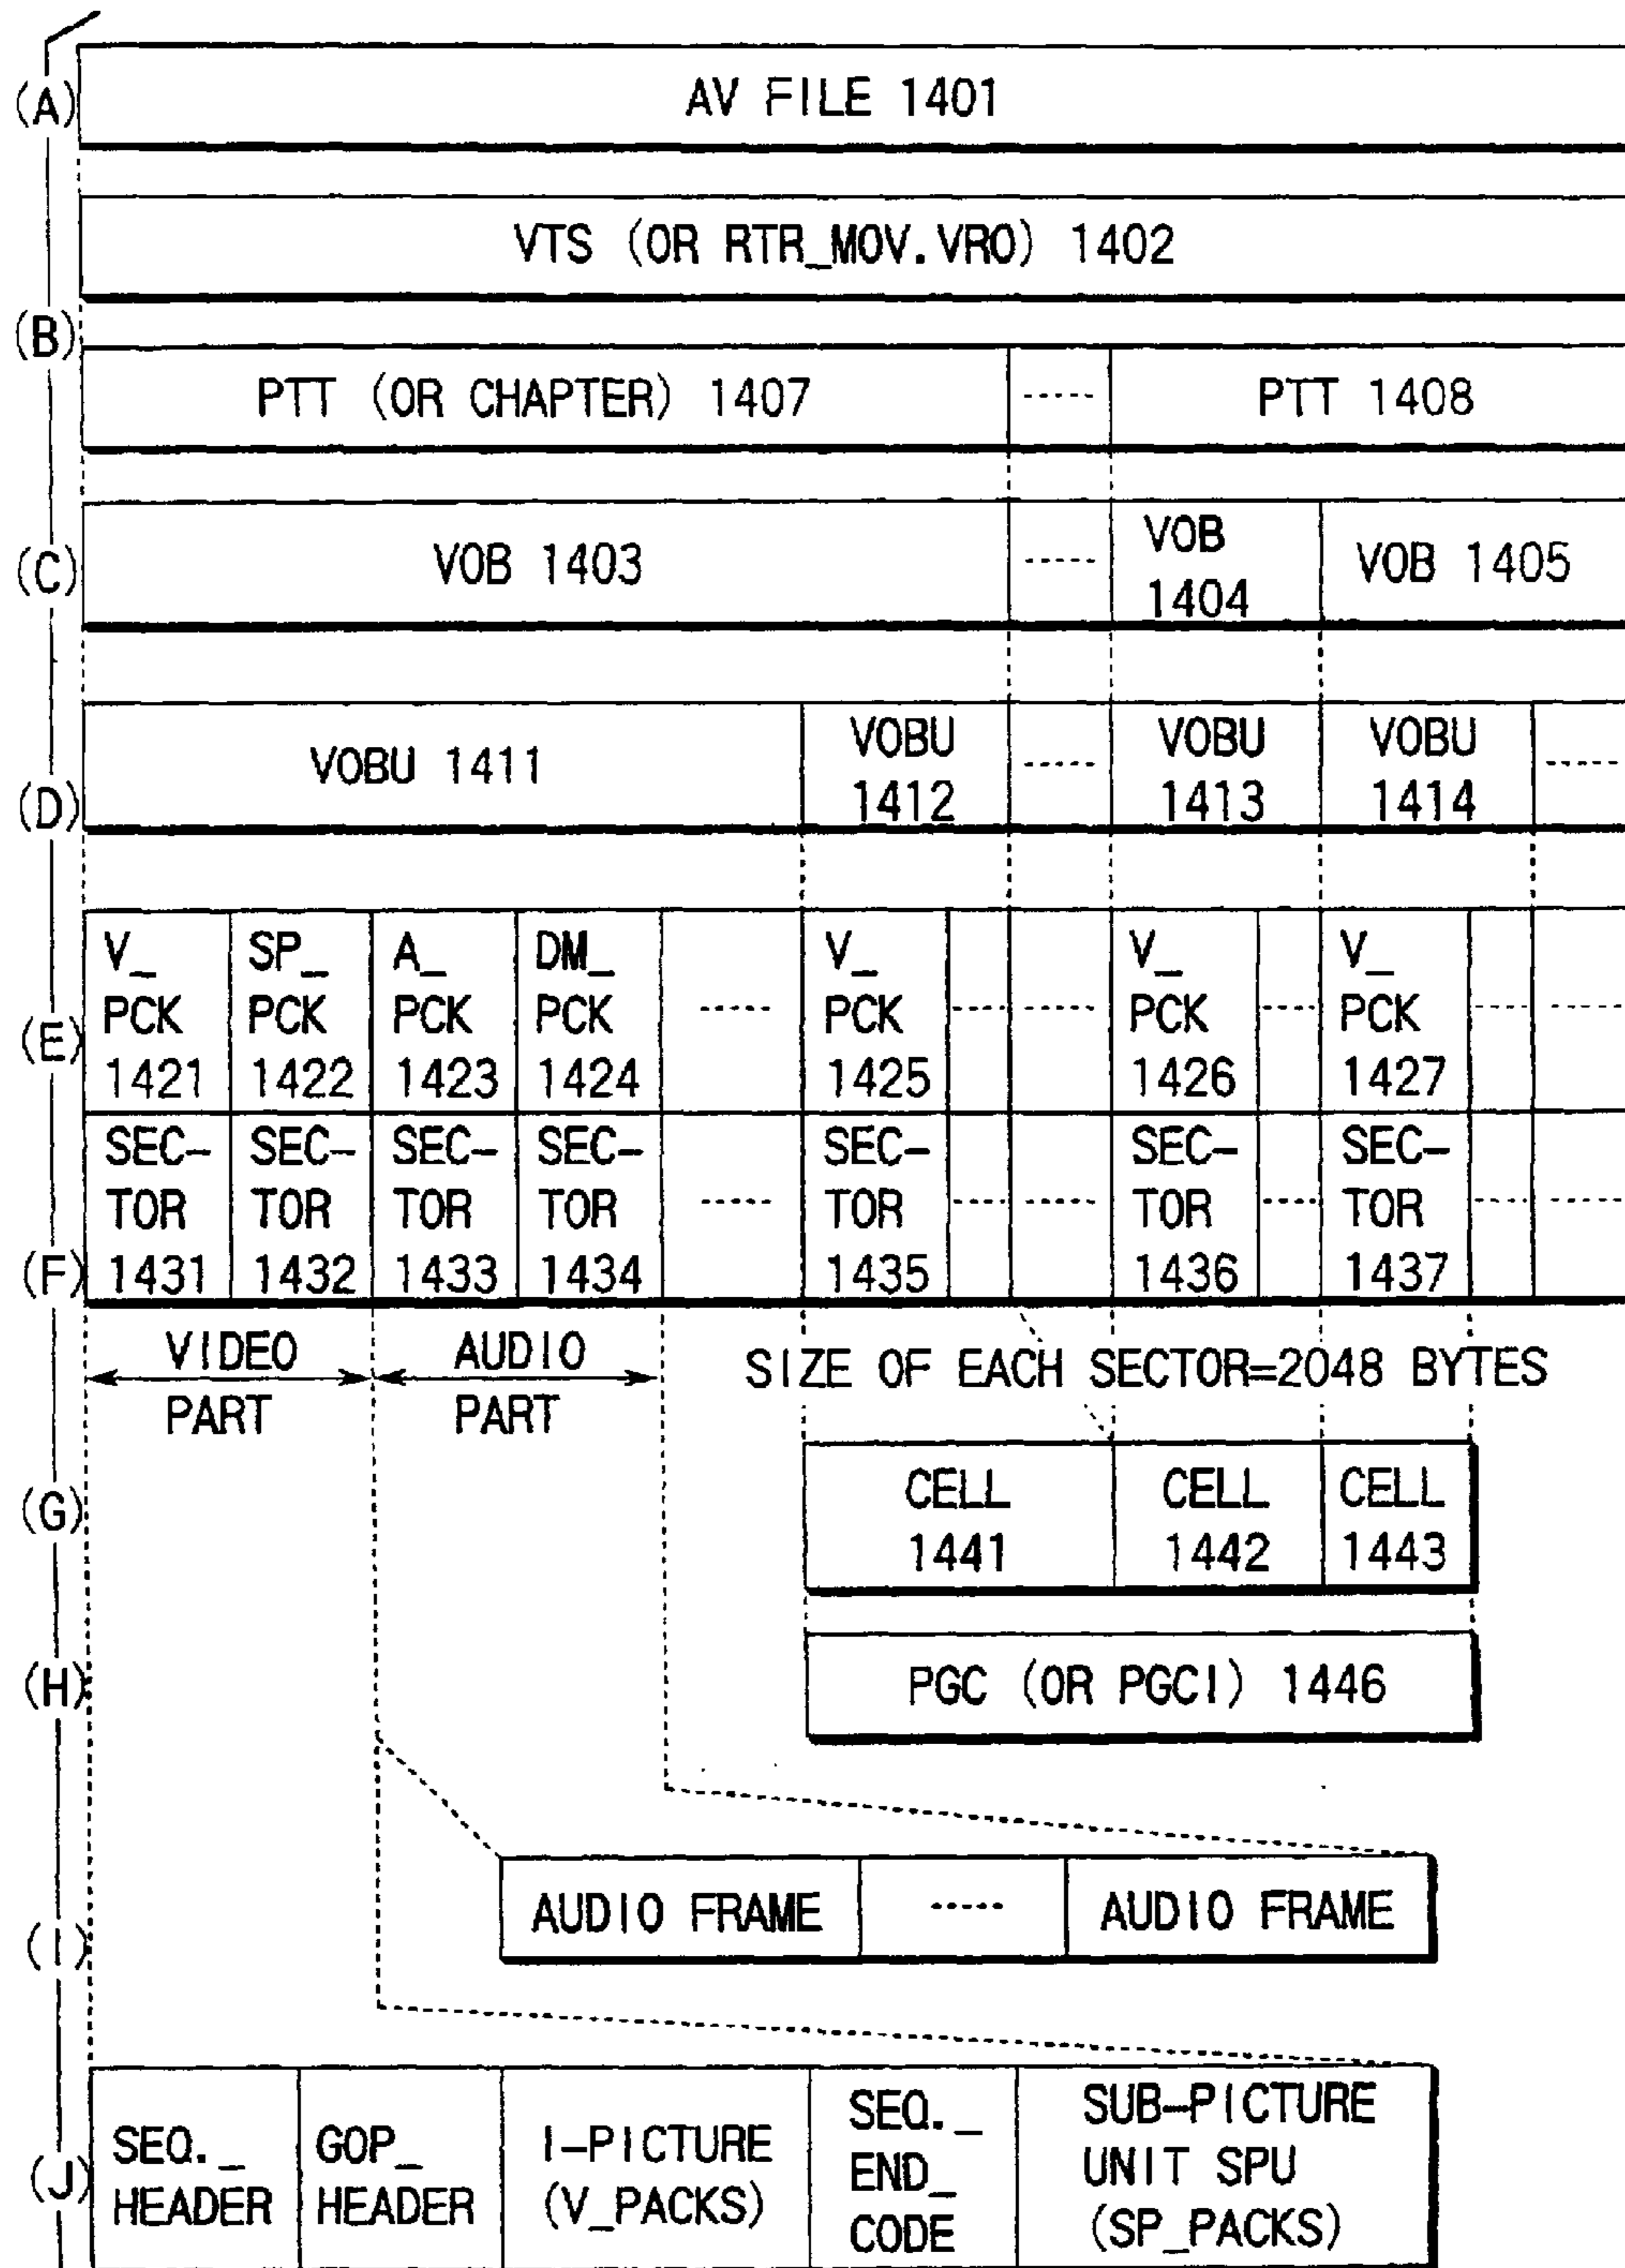 (A)
AV FILE 1401
VTS (OR RTR_MOV.VRO) 1402
(B)
PTT (OR CHAPTER) 1407 ----- PTT 1408
(C)
VOB 1403 ----- VOB 1404 VOB 1405
(D)
VOBU 1411 VOBU 1412 ----- VOBU 1413 VOBU 1414 -----
(E)
V_ SP_ A_ DM_ V_ V_ V_
PCK PCK PCK PCK ----- PCK ----- ----- PCK ----- PCK ----- -----
1421 1422 1423 1424 1425 1426 1427
SEC- SEC- SEC- SEC- SEC- SEC- SEC-
TOR TOR TOR TOR ----- TOR ----- ----- TOR ----- TOR ----- -----
(F) 1431 1432 1433 1434 1435 1436 1437
VIDEO PART
AUDIO PART
SIZE OF EACH SECTOR=2048 BYTES
(G)
CELL 1441 CELL 1442 CELL 1443
(H)
PGC (OR PGCI) 1446
(I)
AUDIO FRAME ----- AUDIO FRAME
(J)
SEQ._ HEADER
GOP_ HEADER
I-PICTURE (V_PACKS)
SEQ._ END_ CODE
SUB-PICTURE UNIT SPU (SP_PACKS)